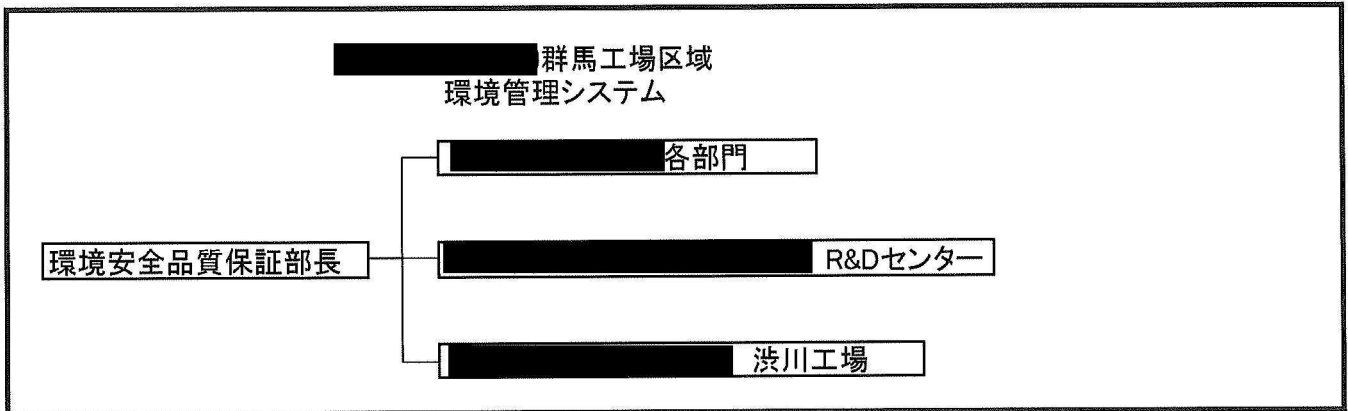 群馬工場区域
環境管理システム
各部門
環境安全品質保証部長
R&Dセンター
渋川工場